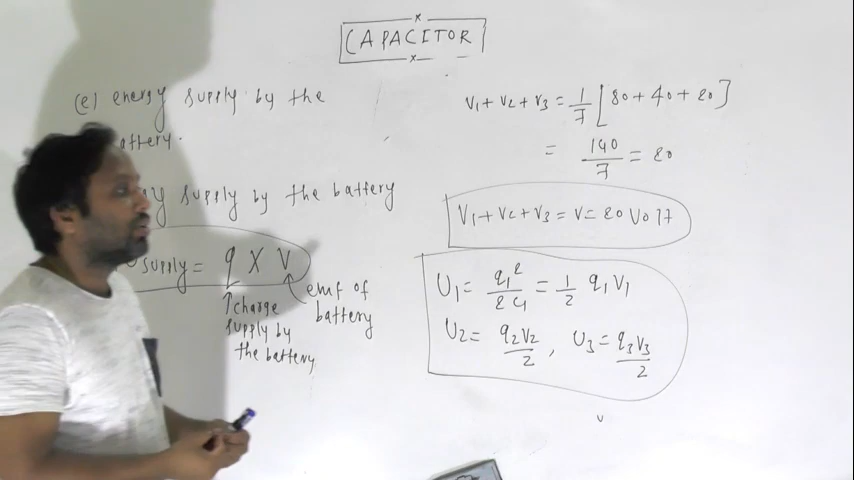 CAPACITOR
(e) energy supply by the
attery.
supply by the battery
supply = q X V
↑charge
supply by
the battery
emf of
battery
V1 + V2 + V3 = 1/7 [80 + 40 + 20]
= 140/7 = 20
V1 + V2 + V3 = V = 20 Volt
U1 = q1²/2C1 = 1/2 q1V1
U2 = q2V2/2 , U3 = q3V3/2